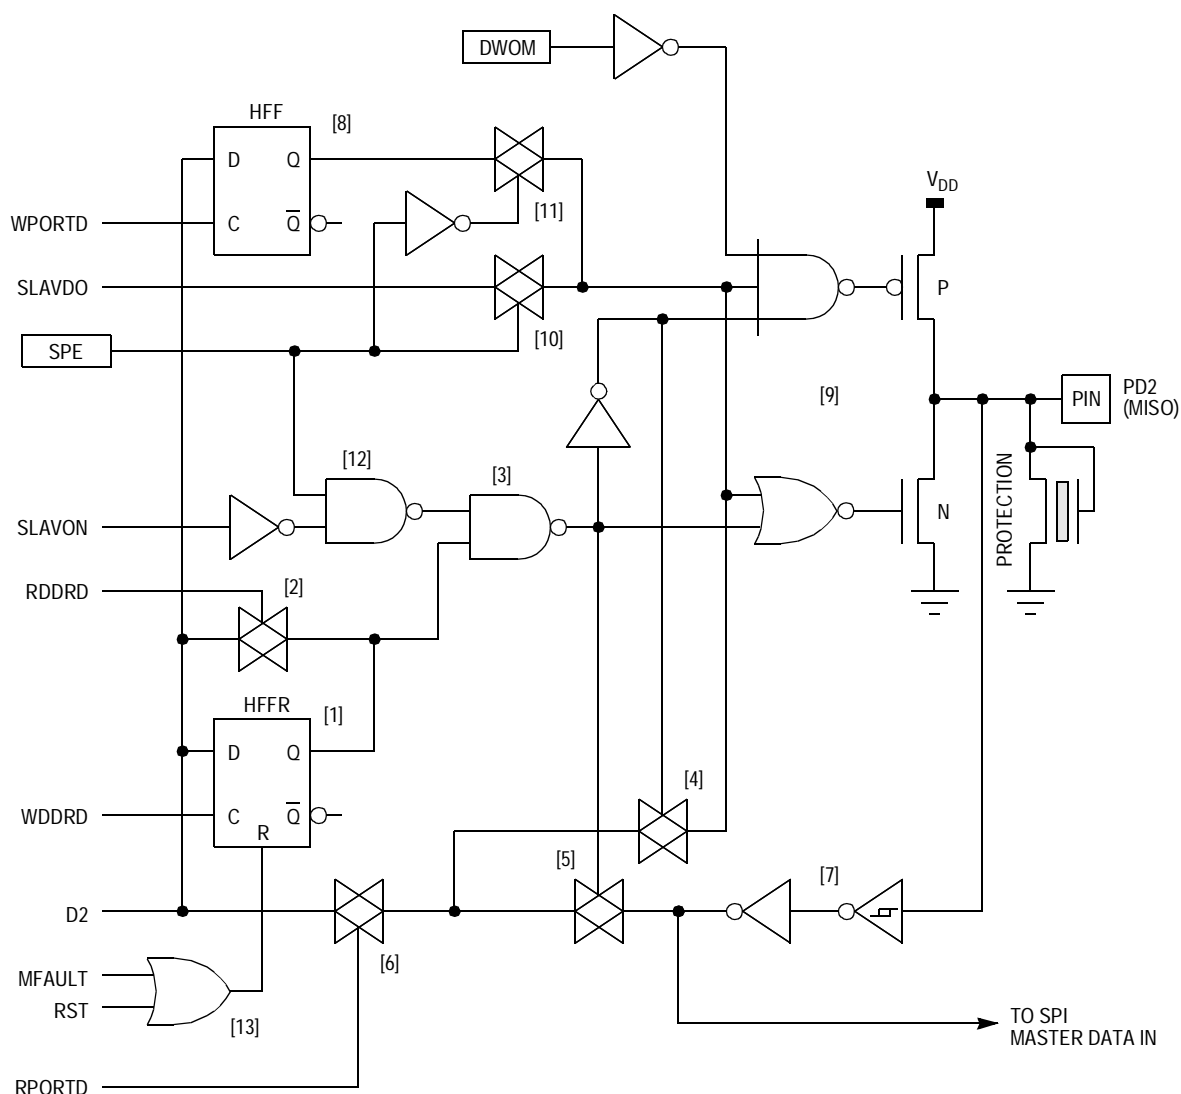 DWOM
HFF
[8]
D Q
[11]
WPORTD
C Q
VDD
SLAVDO
P
SPE
[10]
[9]
PIN
PD2
(MISO)
[12]
[3]
PROTECTION
SLAVON
N
RDDRD
[2]
HFFR
[1]
D Q
[4]
WDDRD
C Q
R
[5]
[7]
D2
[6]
MFAULT
RST
[13]
TO SPI
MASTER DATA IN
RPORTD